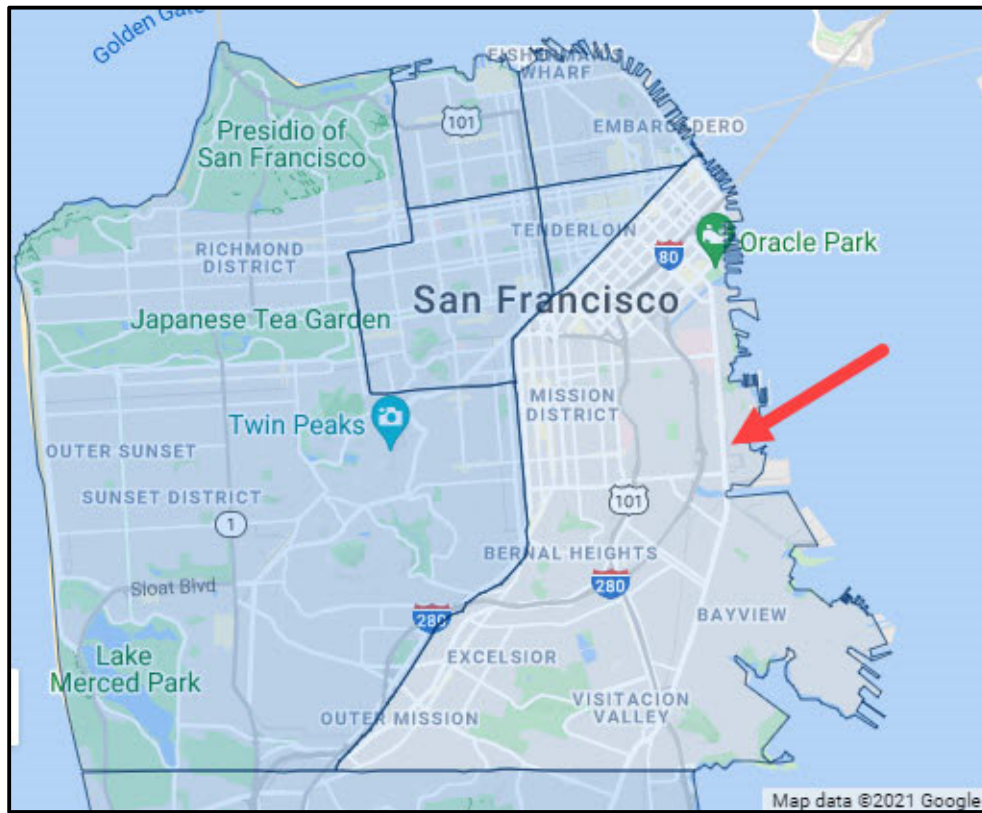 Golden Gate
FISHERMAN'S
WHARF
101
Presidio of
San Francisco
EMBARCADERO
TENDERLOIN
RICHMOND
DISTRICT
80
Oracle Park
San Francisco
Japanese Tea Garden
MISSION
DISTRICT
Twin Peaks
OUTER SUNSET
SUNSET DISTRICT
1
101
BERNAL HEIGHTS
Sloat Blvd
280
280
BAYVIEW
Lake
Merced Park
EXCELSIOR
VISITACION
VALLEY
OUTER MISSION
Map data ©2021 Google